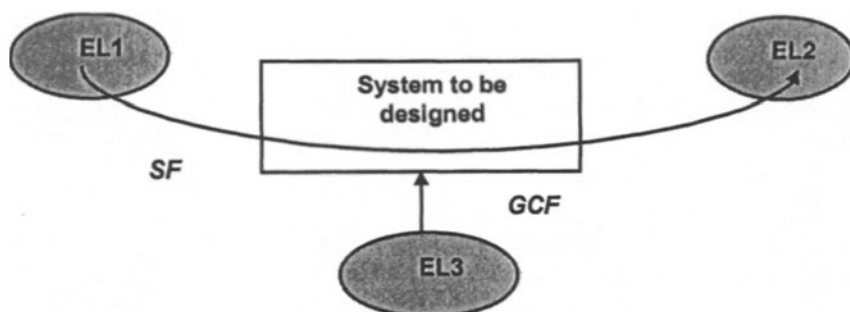 EL1
EL2
System to be
designed
SF
GCF
EL3